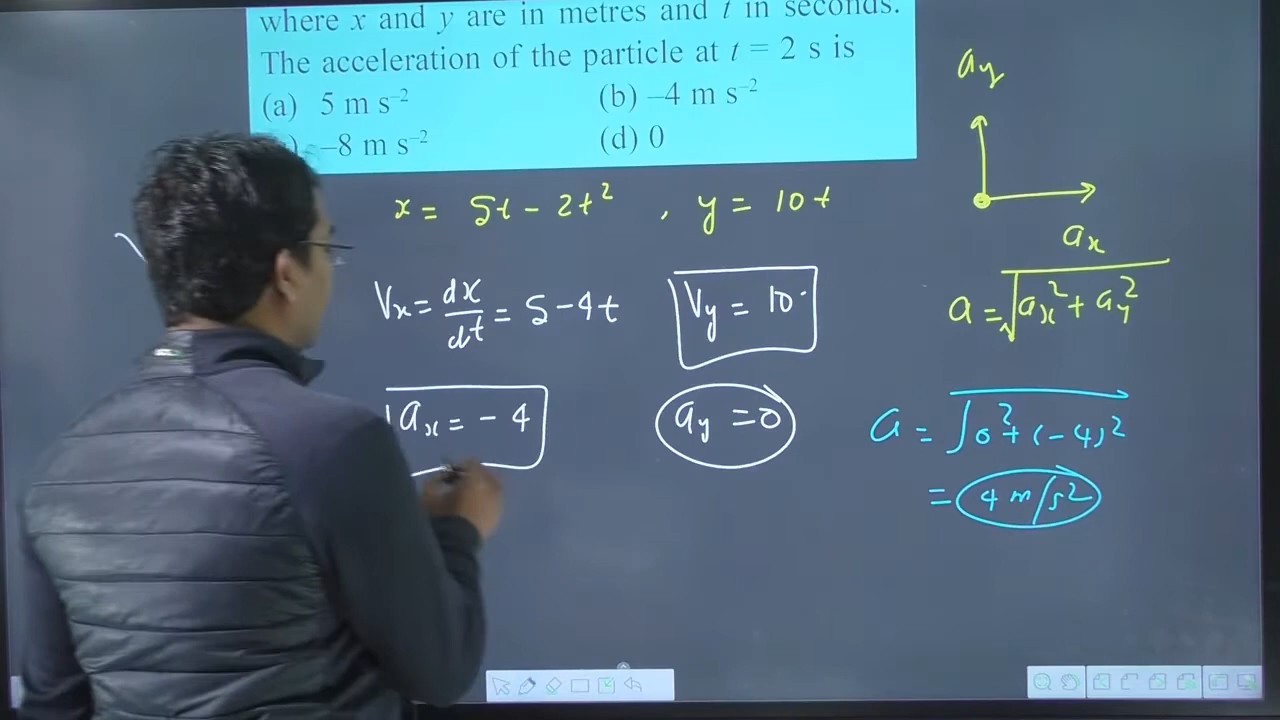 where x and y are in metres and t in seconds.
The acceleration of the particle at t = 2 s is
(a) 5 m s⁻²
(b) –4 m s⁻²
) –8 m s⁻²
(d) 0
x = 5t - 2t² , y = 10t
Vx = dx/dt = 5 - 4t
Vy = 10
ax = - 4
ay = 0
ay
ax
a = √ax² + ay²
a = √0² + (-4)²
= 4 m/s²